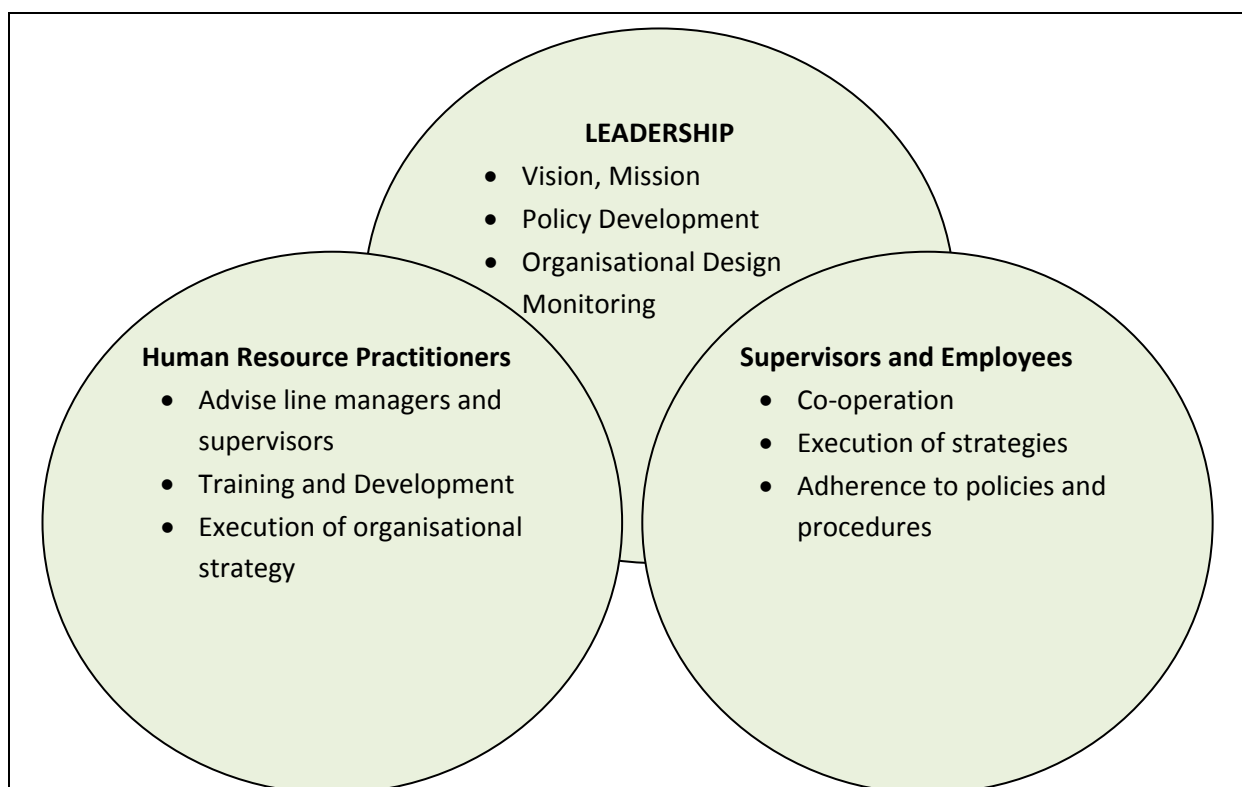 LEADERSHIP
• Vision, Mission
• Policy Development
• Organisational Design
Monitoring
Human Resource Practitioners
• Advise line managers and
supervisors
• Training and Development
• Execution of organisational
strategy
Supervisors and Employees
• Co-operation
• Execution of strategies
• Adherence to policies and
procedures